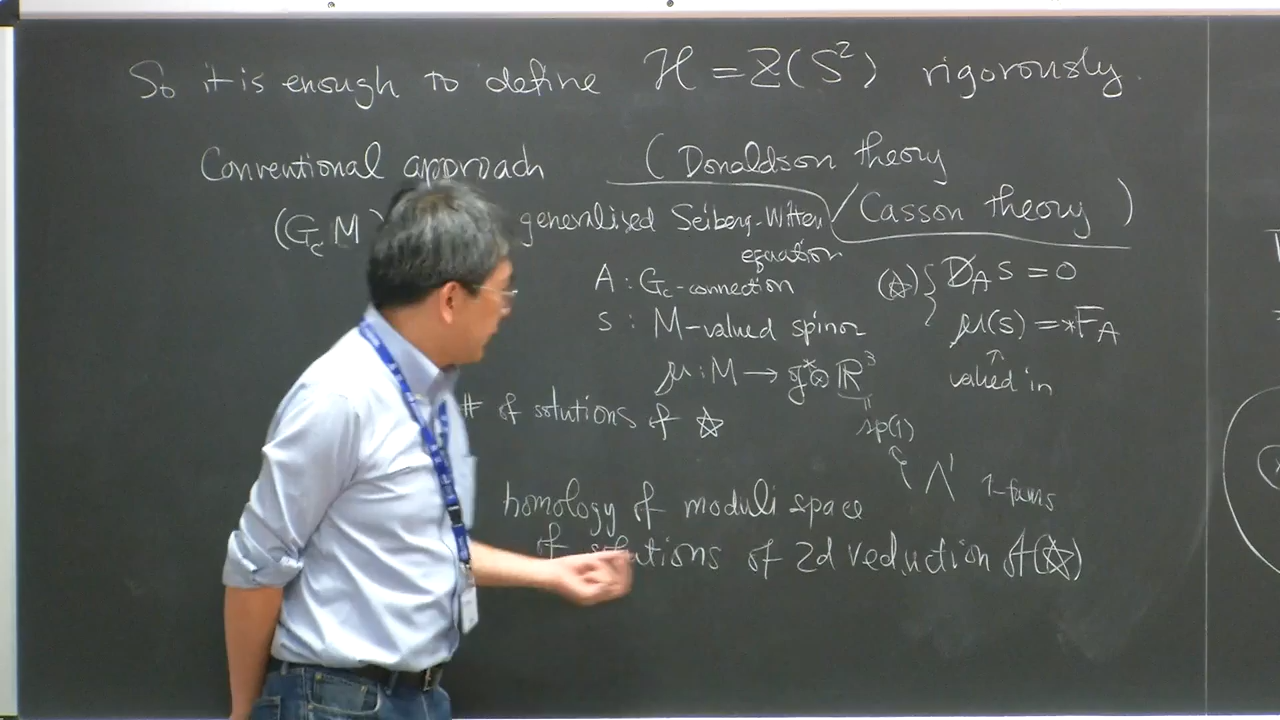 So it is enough to define ℋ = Z(S²) rigorously.
Conventional approach (Donaldson theory
/ Casson theory )
(G_c M) generalised Seiberg-Witten
equation
A : G_c-connection
(☆) { D̸_A s = 0
s : M-valued spinor
μ(s) = *F_A
μ : M → g*⊗ ℝ³
↑
valued in
# of solutions of ☆
= sp(1)
Λ¹ 1-forms
homology of moduli space
of solutions of 2d reduction of (☆)